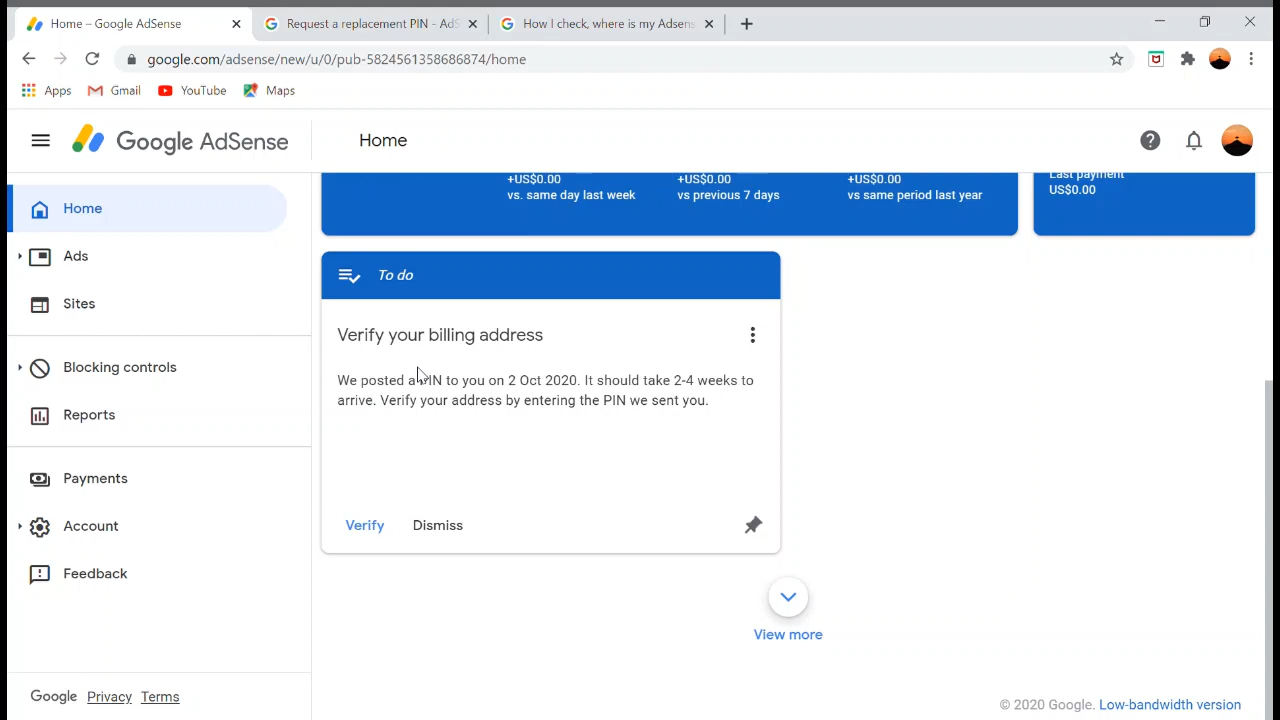 Home – Google AdSense
Request a replacement PIN - AdS
How I check, where is my Adsens
google.com/adsense/new/u/0/pub-5824561358686874/home
Apps
Gmail
YouTube
Maps
Google AdSense
Home
Home
Ads
Sites
Blocking controls
Reports
Payments
Account
Feedback
Google Privacy Terms
+US$0.00
vs. same day last week
+US$0.00
vs previous 7 days
+US$0.00
vs same period last year
Last payment
US$0.00
To do
Verify your billing address
We posted a PIN to you on 2 Oct 2020. It should take 2-4 weeks to
arrive. Verify your address by entering the PIN we sent you.
Verify
Dismiss
View more
© 2020 Google. Low-bandwidth version